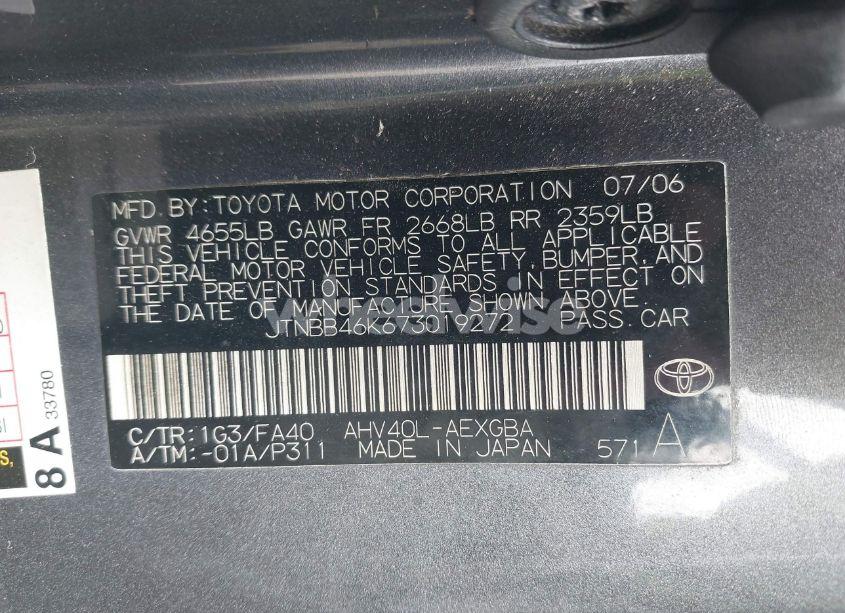 MFD. BY: TOYOTA MOTOR CORPORATION 07/06
GVWR 4655LB GAWR FR 2668LB RR 2359LB
THIS VEHICLE CONFORMS TO ALL APPLICABLE
FEDERAL MOTOR VEHICLE SAFETY, BUMPER, AND
THEFT PREVENTION STANDARDS IN EFFECT ON
THE DATE OF MANUFACTURE SHOWN ABOVE.
JTNBB46K673019272 PASS.CAR
C/TR: 1G3/FA40 AHV40L-AEXGBA
A/TM: -01A/P311 MADE IN JAPAN 571 A
8 A 33780